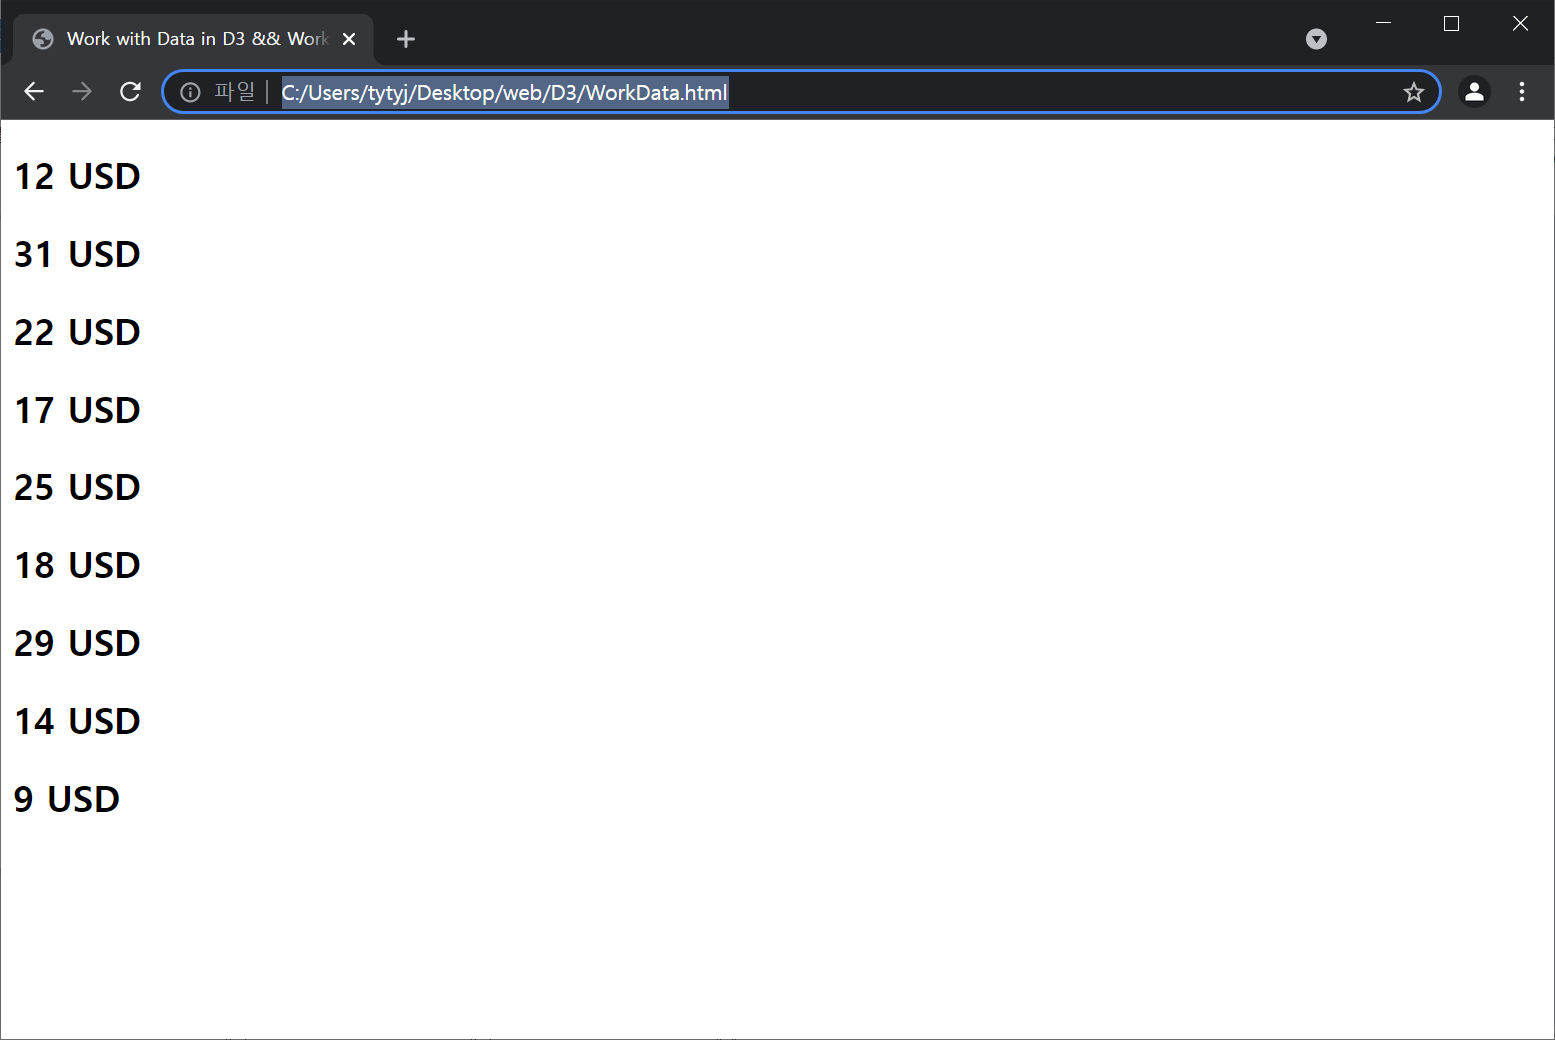 Work with Data in D3 && Work
파일 C:/Users/tytyj/Desktop/web/D3/WorkData.html
12 USD
31 USD
22 USD
17 USD
25 USD
18 USD
29 USD
14 USD
9 USD